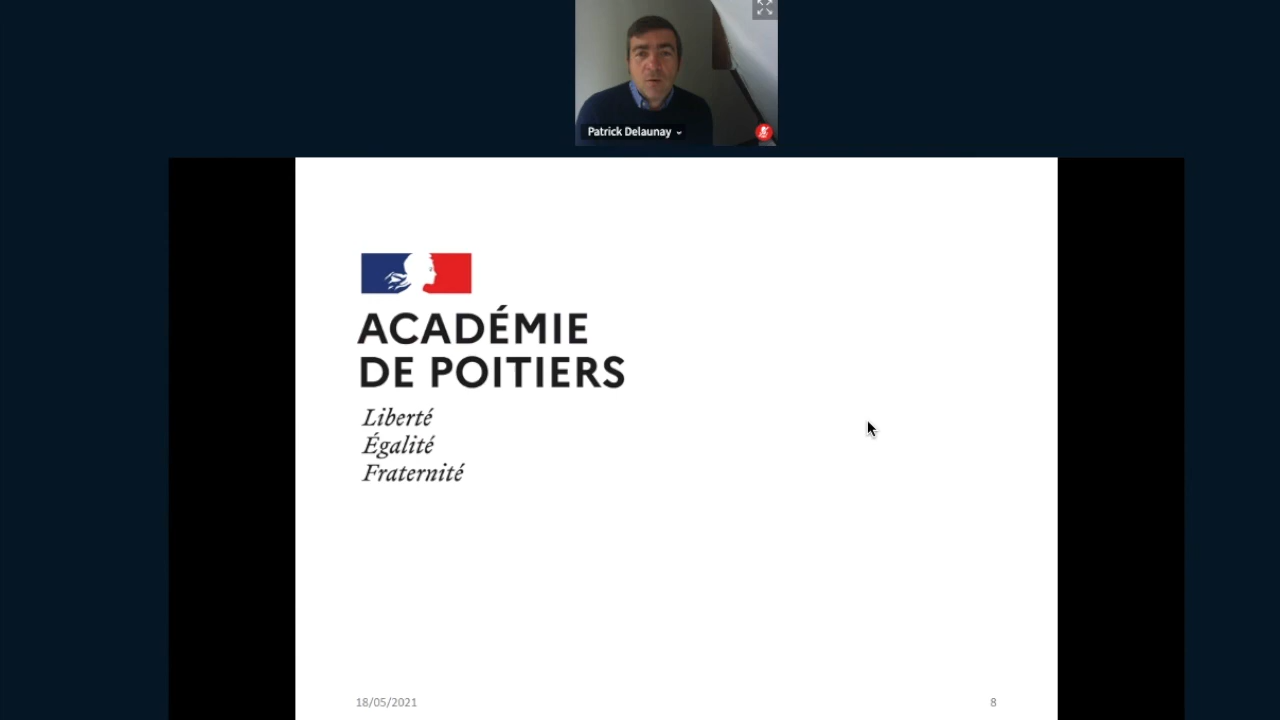 Patrick Delaunay
ACADÉMIE
DE POITIERS
Liberté
Égalité
Fraternité
18/05/2021
8